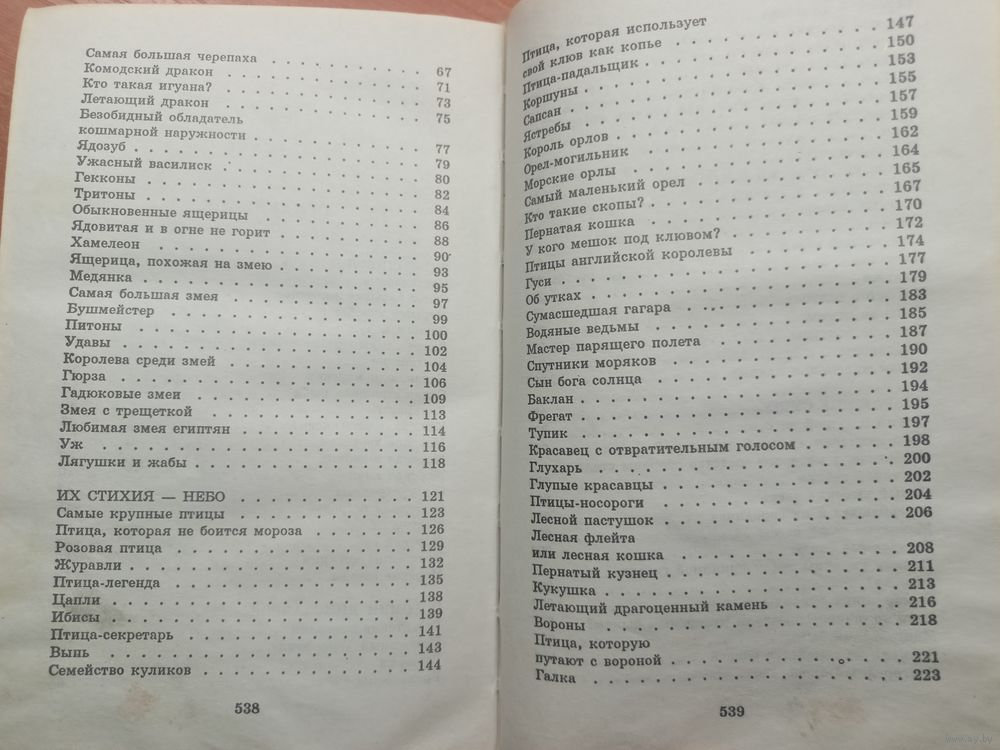 Самая большая черепаха . . . . . . . . . . 67
Комодский дракон . . . . . . . . . . 71
Кто такая игуана? . . . . . . . . . . 73
Летающий дракон . . . . . . . . . . 75
Безобидный обладатель
кошмарной наружности . . . . . . . . . . 77
Ядозуб . . . . . . . . . . 79
Ужасный василиск . . . . . . . . . . 80
Гекконы . . . . . . . . . . 82
Тритоны . . . . . . . . . . 84
Обыкновенные ящерицы . . . . . . . . . . 86
Ядовитая и в огне не горит . . . . . . . . . . 88
Хамелеон . . . . . . . . . . 90
Ящерица, похожая на змею . . . . . . . . . . 93
Медянка . . . . . . . . . . 95
Самая большая змея . . . . . . . . . . 97
Бушмейстер . . . . . . . . . . 99
Питоны . . . . . . . . . . 100
Удавы . . . . . . . . . . 102
Королева среди змей . . . . . . . . . . 104
Гюрза . . . . . . . . . . 106
Гадюковые змеи . . . . . . . . . . 109
Змея с трещеткой . . . . . . . . . . 113
Любимая змея египтян . . . . . . . . . . 114
Уж . . . . . . . . . . 116
Лягушки и жабы . . . . . . . . . . 118
ИХ СТИХИЯ — НЕБО . . . . . . . . . . 121
Самые крупные птицы . . . . . . . . . . 123
Птица, которая не боится мороза . . . . . . . . . . 126
Розовая птица . . . . . . . . . . 129
Журавли . . . . . . . . . . 132
Птица-легенда . . . . . . . . . . 135
Цапли . . . . . . . . . . 138
Ибисы . . . . . . . . . . 139
Птица-секретарь . . . . . . . . . . 141
Выпь . . . . . . . . . . 143
Семейство куликов . . . . . . . . . . 144
538
Птица, которая использует
свой клюв как копье . . . . . . . . . . 147
Птица-падальщик . . . . . . . . . . 150
Коршуны . . . . . . . . . . 153
Сапсан . . . . . . . . . . 155
Ястребы . . . . . . . . . . 157
Король орлов . . . . . . . . . . 159
Орел-могильник . . . . . . . . . . 162
Морские орлы . . . . . . . . . . 164
Самый маленький орел . . . . . . . . . . 165
Кто такие скопы? . . . . . . . . . . 167
Пернатая кошка . . . . . . . . . . 170
У кого мешок под клювом? . . . . . . . . . . 172
Птицы английской королевы . . . . . . . . . . 174
Гуси . . . . . . . . . . 177
Об утках . . . . . . . . . . 179
Сумасшедшая гагара . . . . . . . . . . 183
Водяные ведьмы . . . . . . . . . . 185
Мастер парящего полета . . . . . . . . . . 187
Спутники моряков . . . . . . . . . . 190
Сын бога солнца . . . . . . . . . . 192
Баклан . . . . . . . . . . 194
Фрегат . . . . . . . . . . 195
Тупик . . . . . . . . . . 197
Красавец с отвратительным голосом . . . . . . . . . . 198
Глухарь . . . . . . . . . . 200
Глупые красавцы . . . . . . . . . . 202
Птицы-носороги . . . . . . . . . . 204
Лесной пастушок . . . . . . . . . . 206
Лесная флейта
или лесная кошка . . . . . . . . . . 208
Пернатый кузнец . . . . . . . . . . 211
Кукушка . . . . . . . . . . 213
Летающий драгоценный камень . . . . . . . . . . 216
Вороны . . . . . . . . . . 218
Птица, которую
путают с вороной . . . . . . . . . . 221
Галка . . . . . . . . . . 223
539
www.ay.by